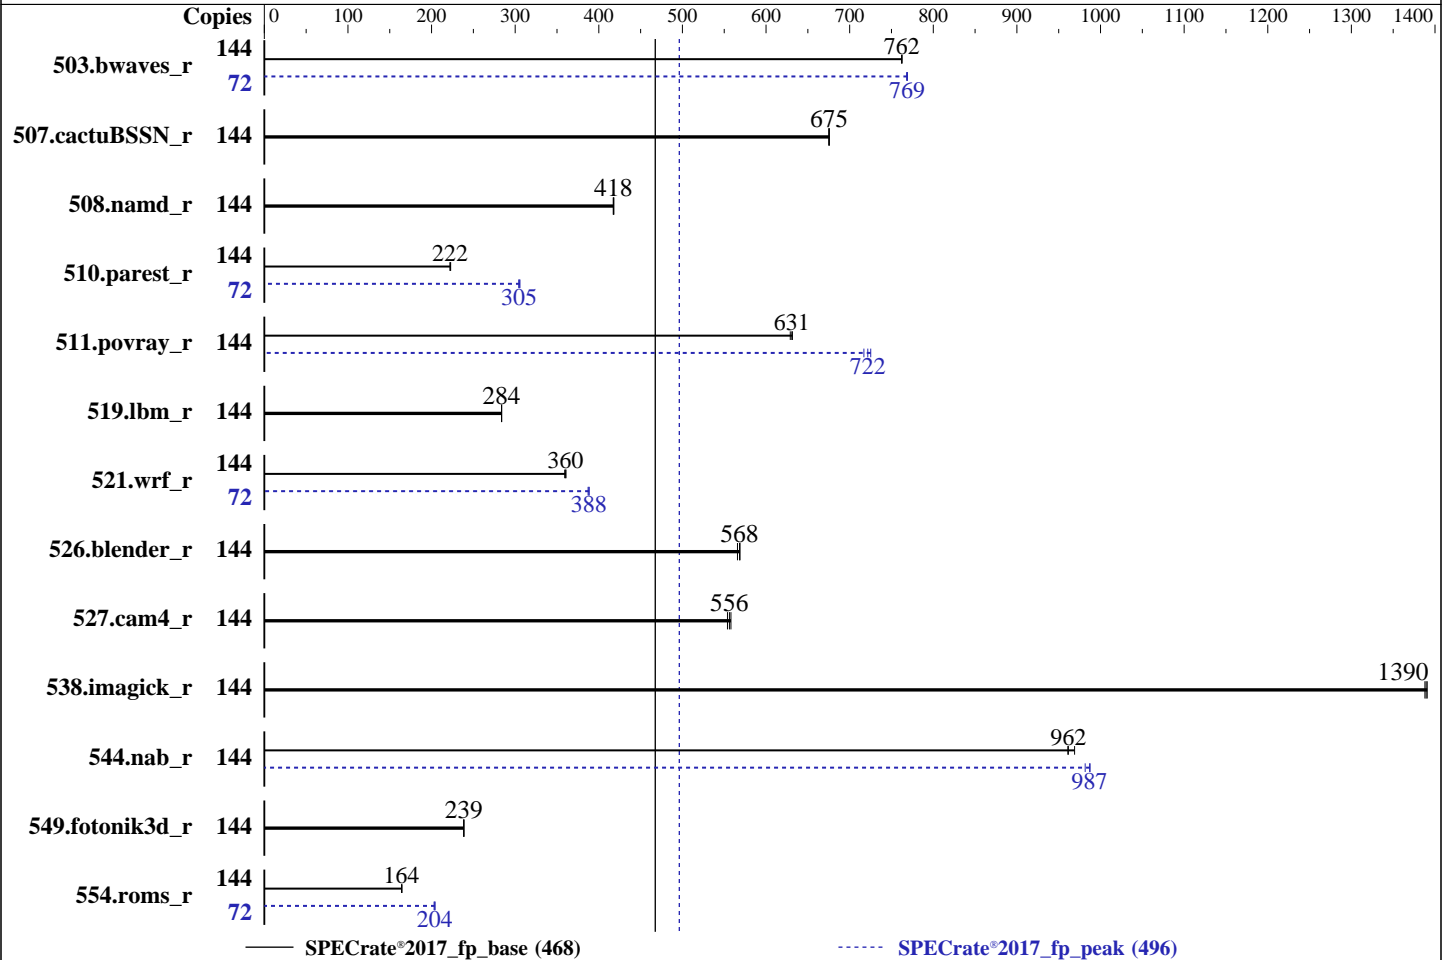 Copies 0 100 200 300 400 500 600 700 800 900 1000 1100 1200 1300 1400
503.bwaves_r 144 762
72 769
507.cactuBSSN_r 144 675
508.namd_r 144 418
510.parest_r 144 222
72 305
511.povray_r 144 631
722
519.lbm_r 144 284
521.wrf_r 144 360
72 388
526.blender_r 144 568
527.cam4_r 144 556
538.imagick_r 144 1390
544.nab_r 144 962
987
549.fotonik3d_r 144 239
554.roms_r 144 164
72 204
SPECrate®2017_fp_base (468) SPECrate®2017_fp_peak (496)